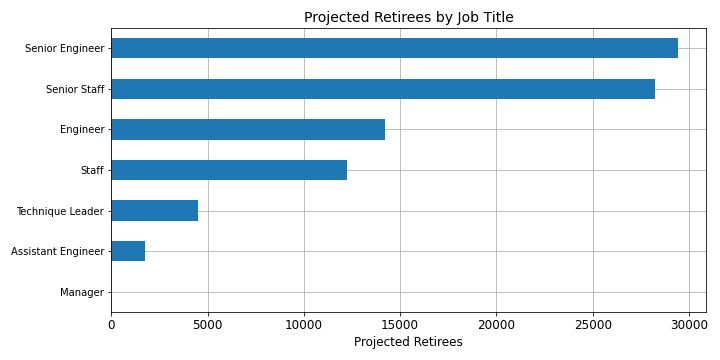 Projected Retirees by Job Title
Senior Engineer
Senior Staff
Engineer
Staff
Technique Leader
Assistant Engineer
Manager
0 5000 10000 15000 20000 25000 30000
Projected Retirees